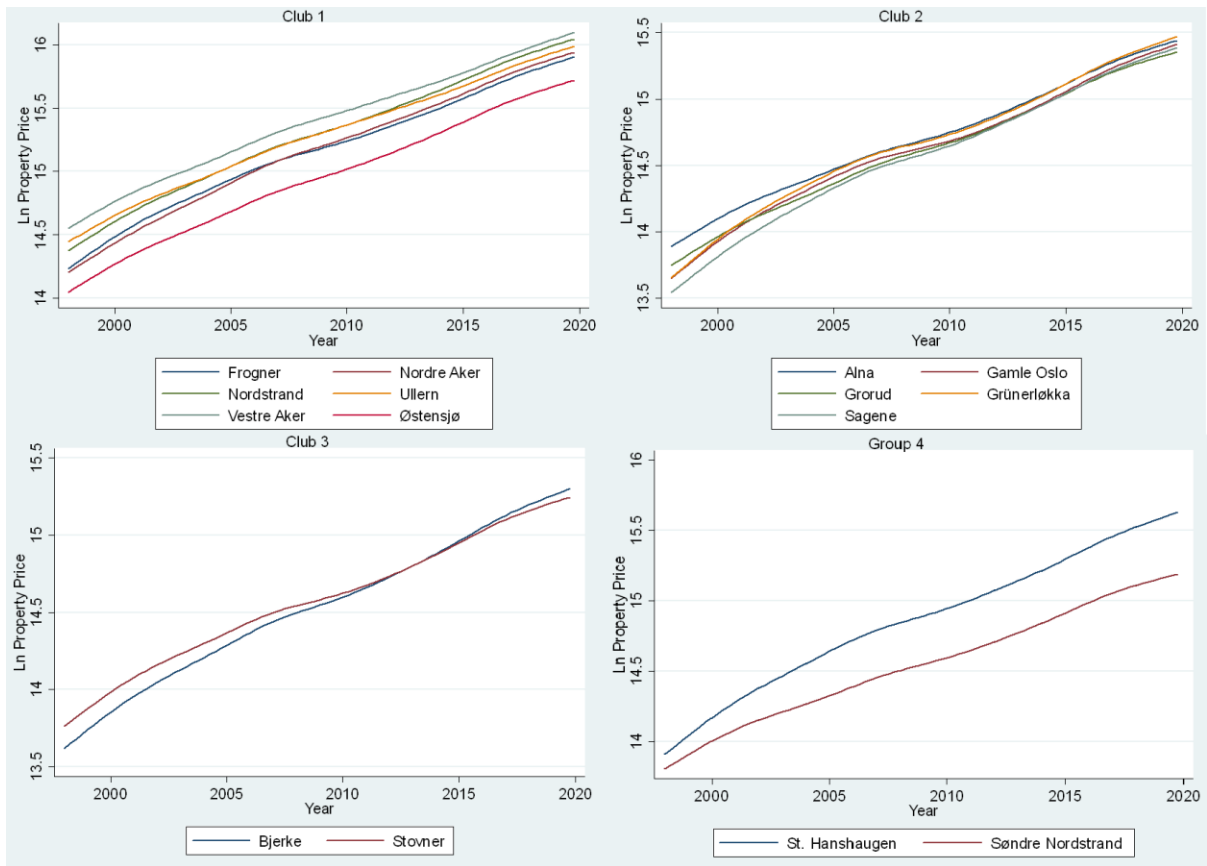 Club 1
Ln Property Price
16
15.5
15
14.5
14
2000 2005 2010 2015 2020
Year
Frogner Nordre Aker
Nordstrand Ullern
Vestre Aker Østensjø
Club 2
Ln Property Price
15.5
15
14.5
14
13.5
2000 2005 2010 2015 2020
Year
Alna Gamle Oslo
Grorud Grünerløkka
Sagene
Club 3
Ln Property Price
15.5
15
14.5
14
13.5
2000 2005 2010 2015 2020
Year
Bjerke Stovner
Group 4
Ln Property Price
16
15.5
15
14.5
14
2000 2005 2010 2015 2020
Year
St. Hanshaugen Søndre Nordstrand